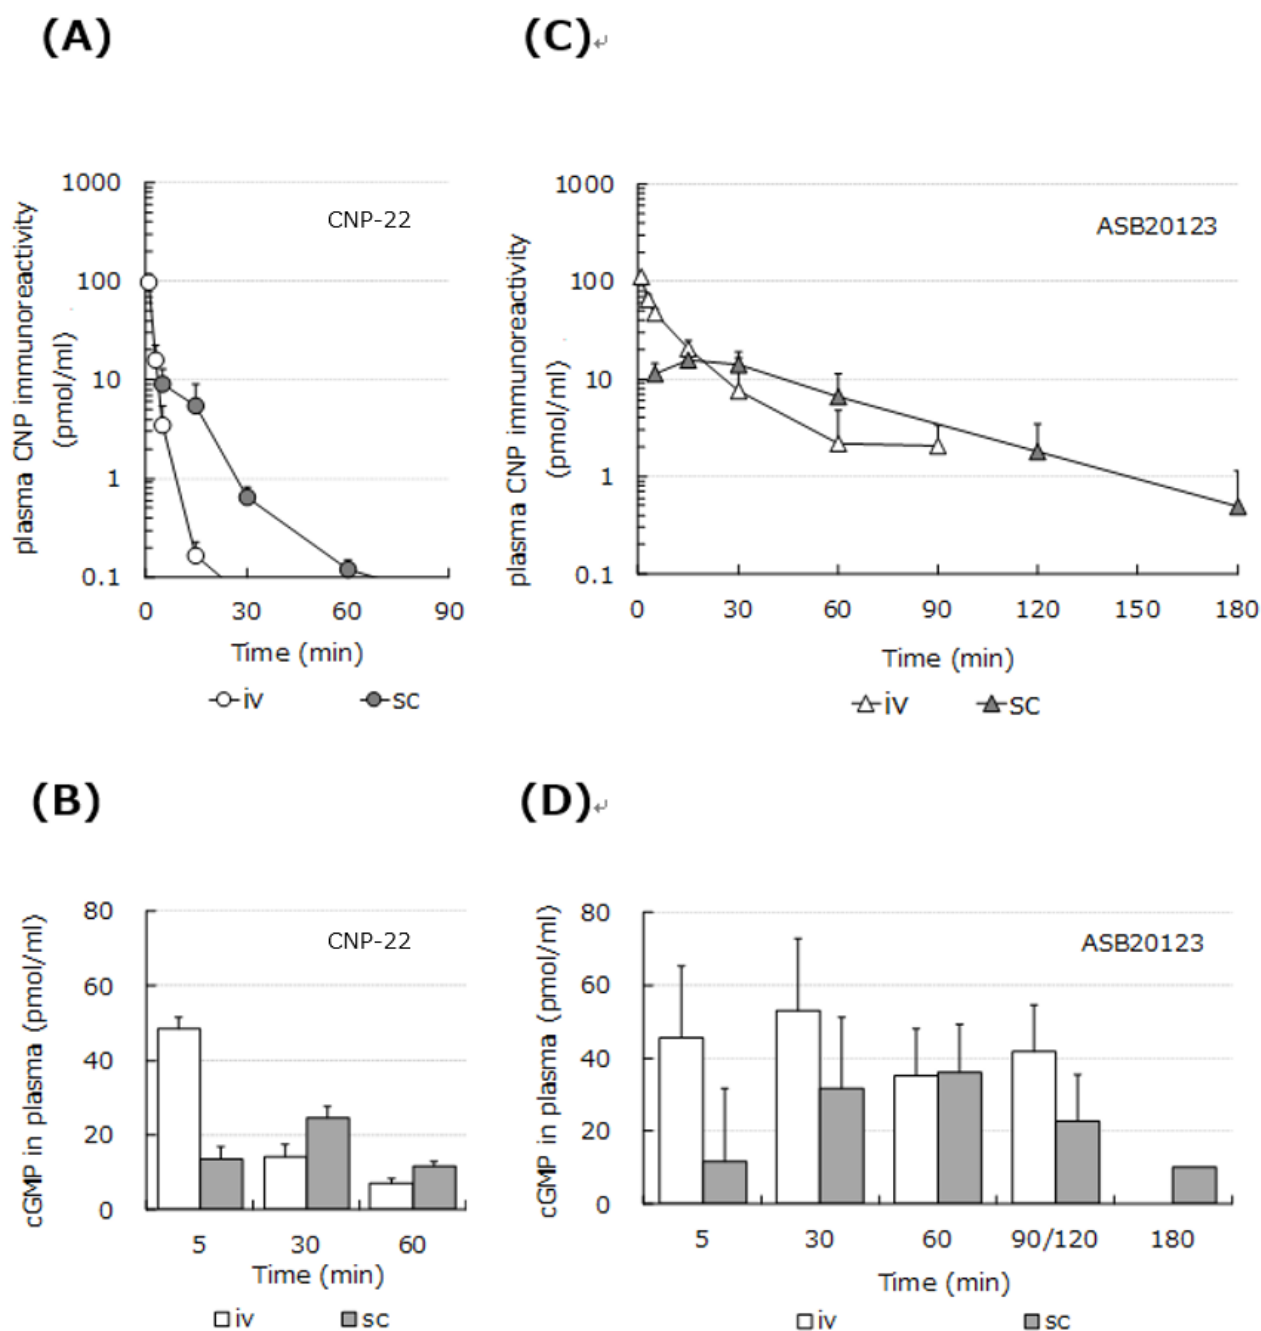 (A)
plasma CNP immunoreactivity
(pmol/ml)
1000
100
10
1
0.1
CNP-22
0 30 60 90
Time (min)
iv sc
(C)↵
plasma CNP immunoreactivity
(pmol/ml)
1000
100
10
1
0.1
ASB20123
0 30 60 90 120 150 180
Time (min)
iv sc
(B)
cGMP in plasma (pmol/ml)
80
60
40
20
0
CNP-22
5 30 60
Time (min)
iv sc
(D)↵
cGMP in plasma (pmol/ml)
80
60
40
20
0
ASB20123
5 30 60 90/120 180
Time (min)
iv sc